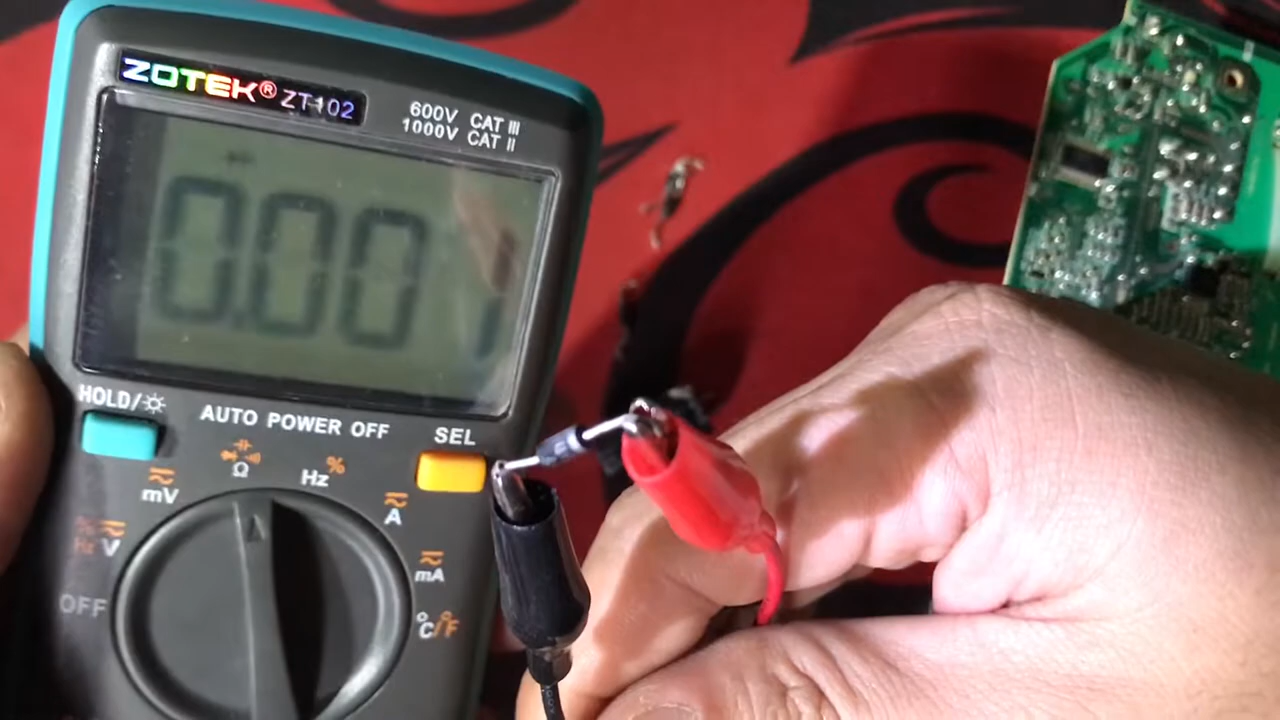 ZOTEK® ZT102
600V CAT III
1000V CAT II
0.001
HOLD/
AUTO POWER OFF
SEL
mV
Ω
Hz %
A
Hz % V
mA
OFF
°C/°F